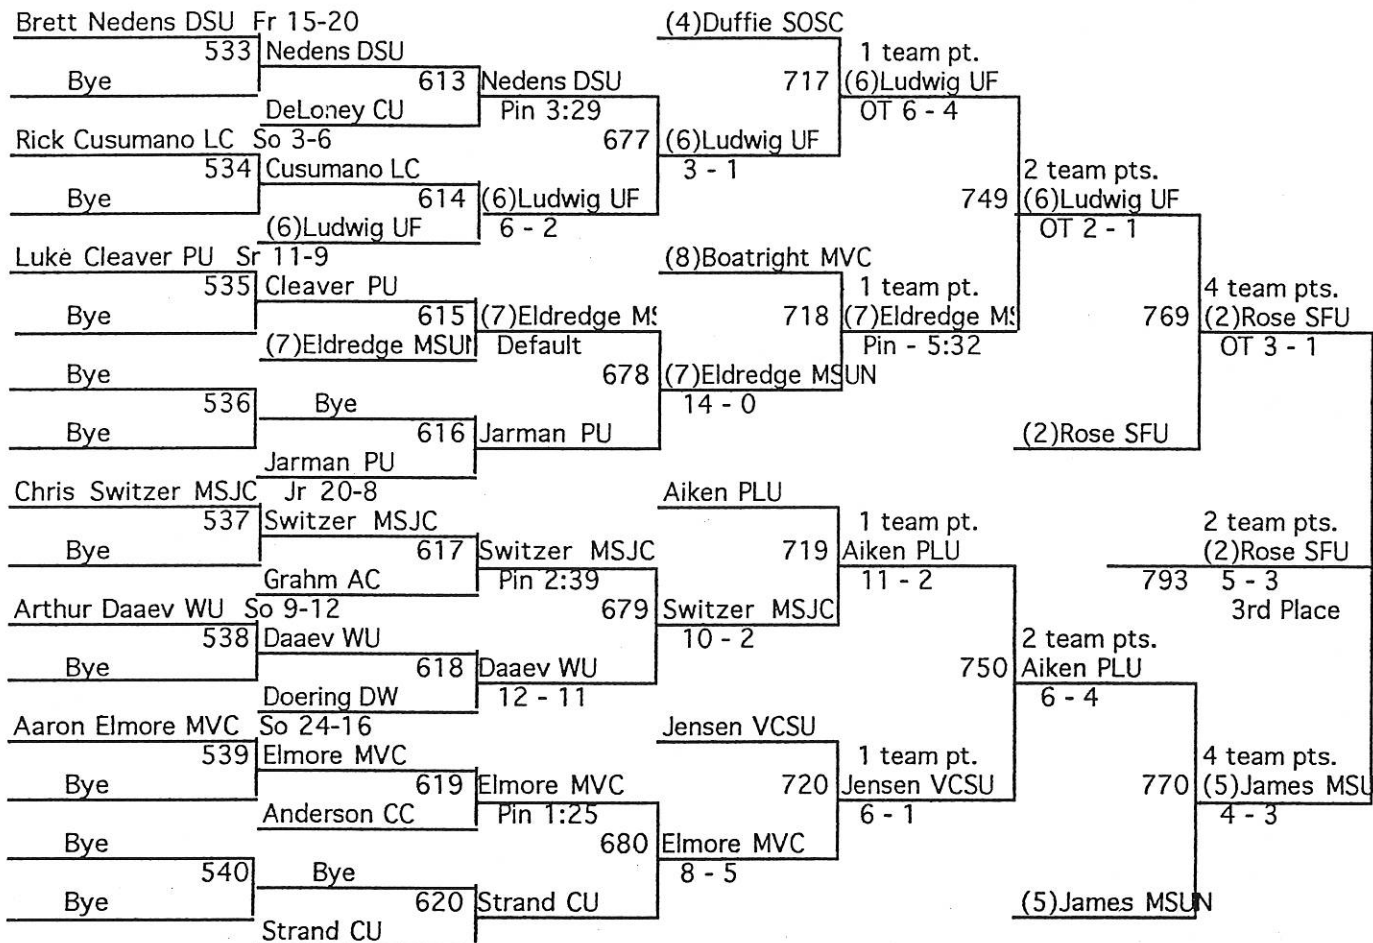 Brett Nedens DSU Fr 15-20
(4)Duffie SOSC
533 Nedens DSU
1 team pt.
Bye
613 Nedens DSU
717 (6)Ludwig UF
DeLoney CU
Pin 3:29
OT 6 - 4
Rick Cusumano LC So 3-6
677 (6)Ludwig UF
534 Cusumano LC
3 - 1
2 team pts.
Bye
614 (6)Ludwig UF
749 (6)Ludwig UF
(6)Ludwig UF
6 - 2
OT 2 - 1
Luke Cleaver PU Sr 11-9
(8)Boatright MVC
535 Cleaver PU
1 team pt.
4 team pts.
Bye
615 (7)Eldredge MS
718 (7)Eldredge MS
769 (2)Rose SFU
(7)Eldredge MSUN
Default
Pin - 5:32
OT 3 - 1
Bye
678 (7)Eldredge MSUN
536 Bye
14 - 0
Bye
616 Jarman PU
(2)Rose SFU
Jarman PU
Chris Switzer MSJC Jr 20-8
Aiken PLU
537 Switzer MSJC
1 team pt.
2 team pts.
Bye
617 Switzer MSJC
719 Aiken PLU
(2)Rose SFU
Grahm AC
Pin 2:39
11 - 2
793 5 - 3
Arthur Daaev WU So 9-12
679 Switzer MSJC
3rd Place
538 Daaev WU
10 - 2
2 team pts.
Bye
618 Daaev WU
750 Aiken PLU
Doering DW
12 - 11
6 - 4
Aaron Elmore MVC So 24-16
Jensen VCSU
539 Elmore MVC
1 team pt.
4 team pts.
Bye
619 Elmore MVC
720 Jensen VCSU
770 (5)James MSU
Anderson CC
Pin 1:25
6 - 1
4 - 3
Bye
680 Elmore MVC
540 Bye
8 - 5
Bye
620 Strand CU
(5)James MSUN
Strand CU